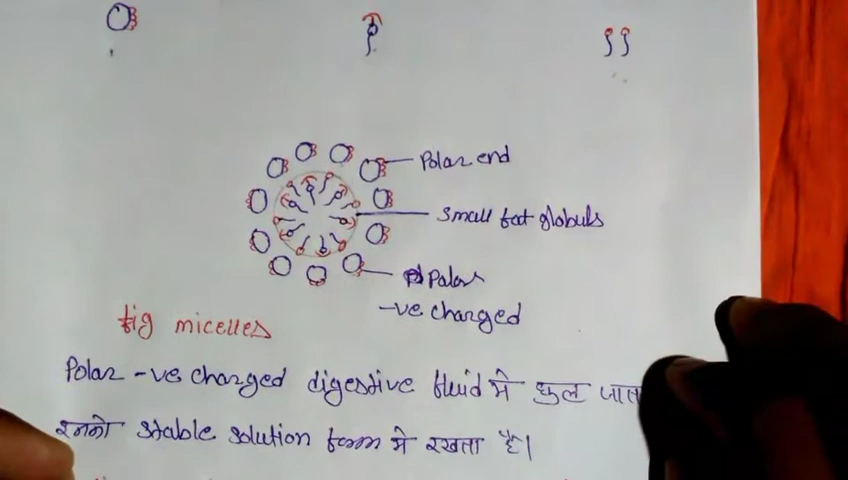 Polar end
Small fat globuls
Polar
-ve charged
fig micelles
Polar -ve charged digestive fluid में घुल
इनको stable solution form में रखता है।